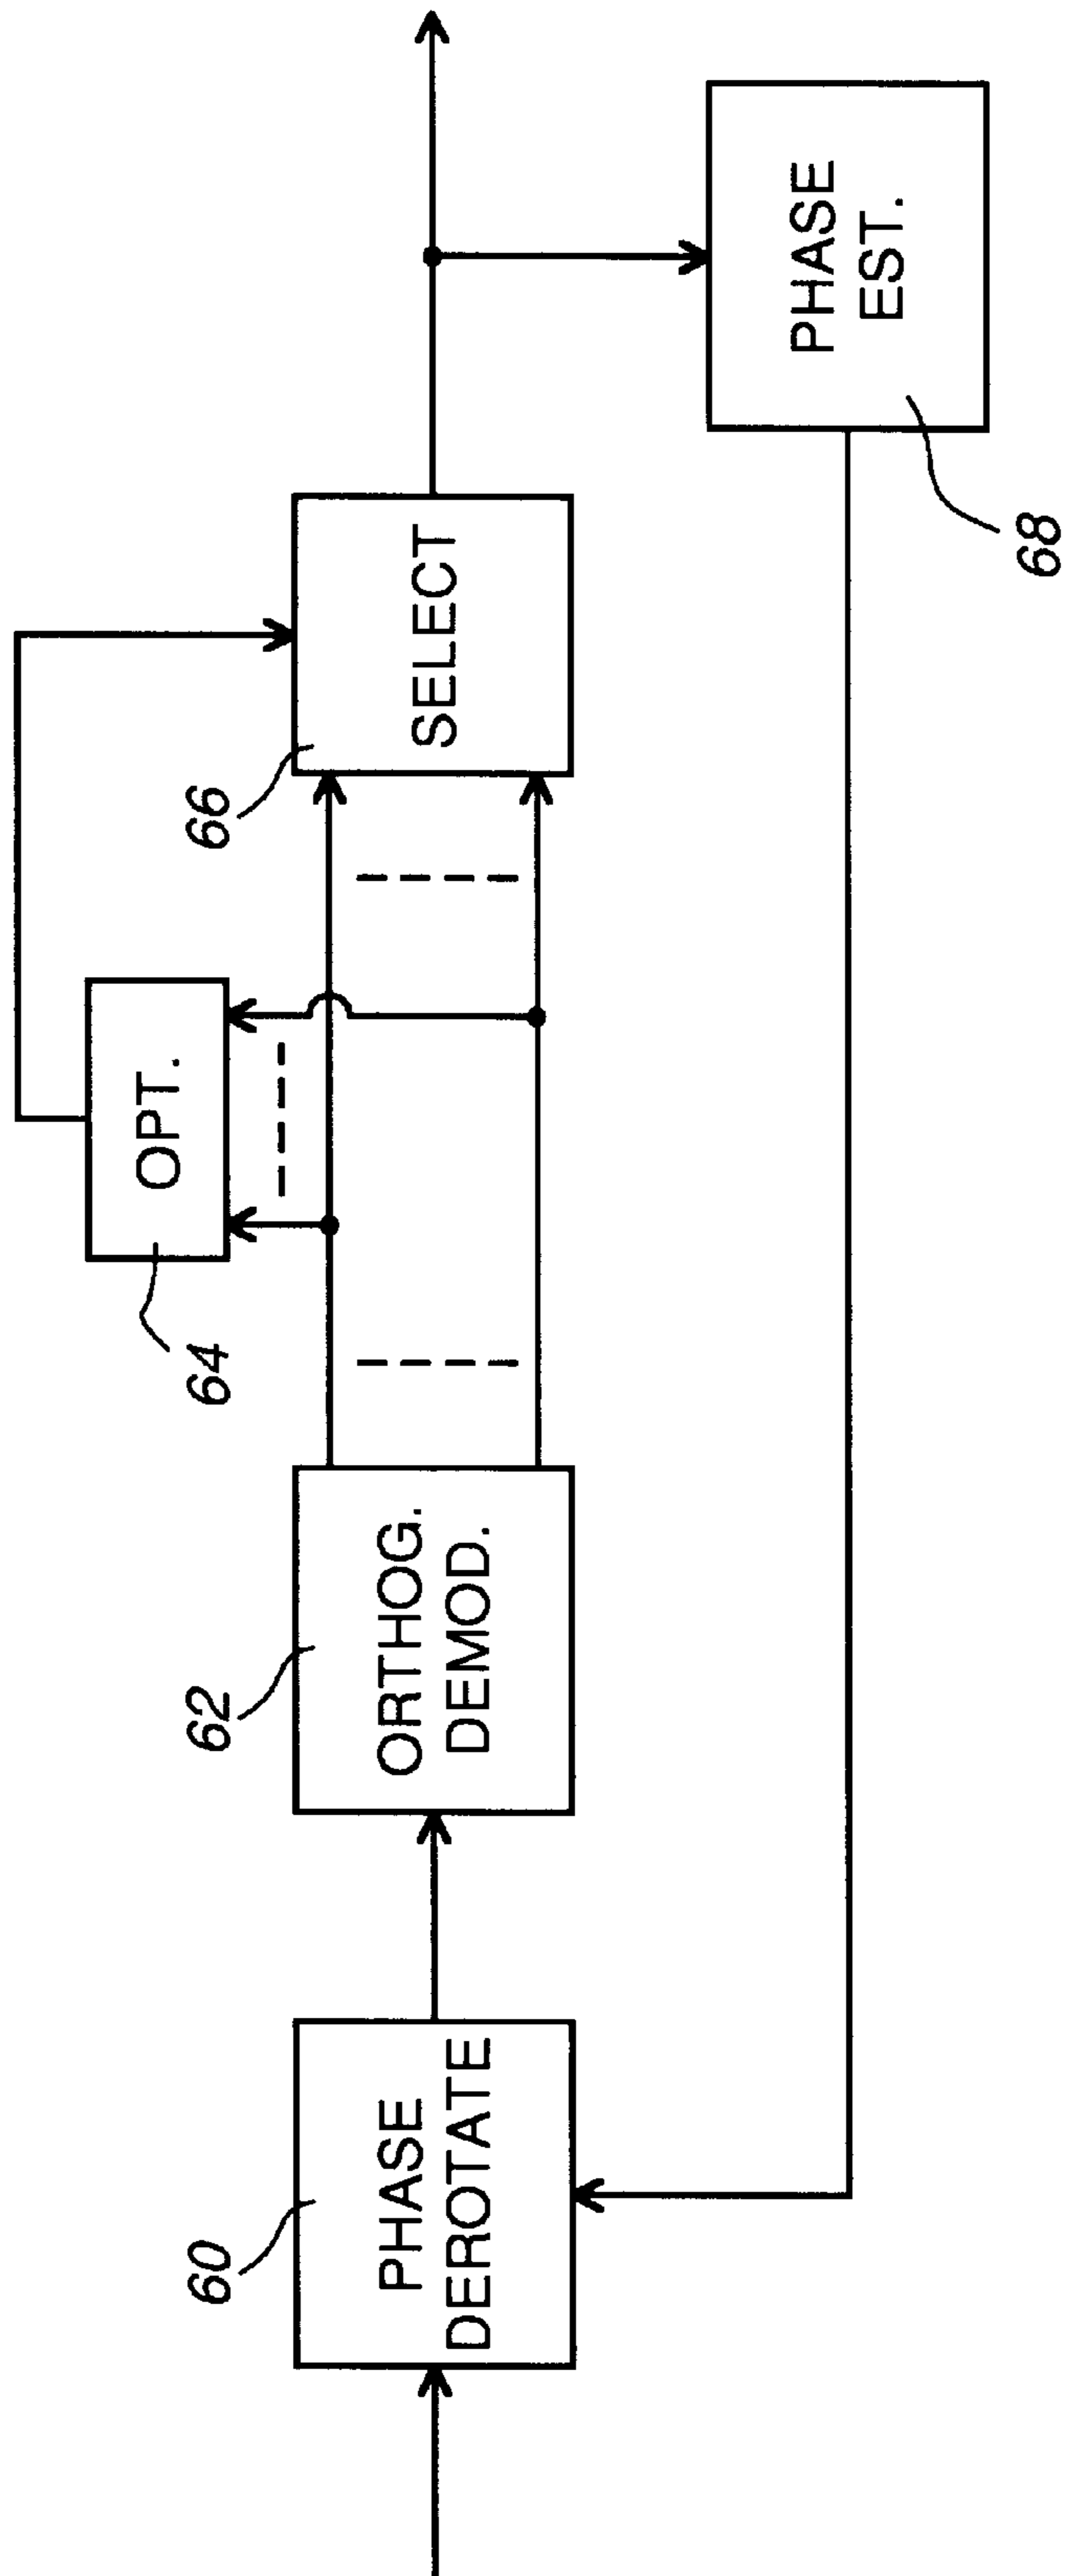 60
PHASE
DEROTATE
62
ORTHOG.
DEMOD.
64
OPT.
66
SELECT
PHASE
EST.
68